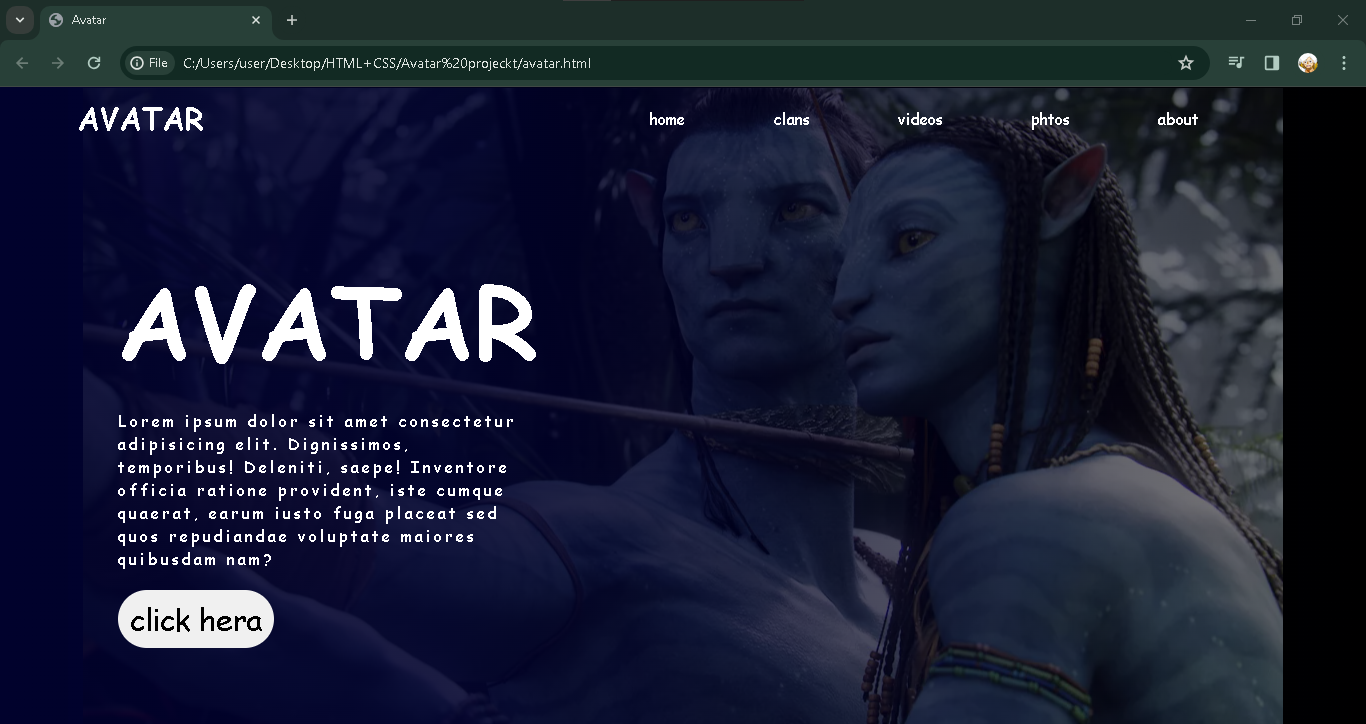 Avatar
File C:/Users/user/Desktop/HTML+CSS/Avatar%20projeckt/avatar.html
AVATAR home clans videos phtos about
AVATAR
Lorem ipsum dolor sit amet consectetur
adipisicing elit. Dignissimos,
temporibus! Deleniti, saepe! Inventore
officia ratione provident, iste cumque
quaerat, earum iusto fuga placeat sed
quos repudiandae voluptate maiores
quibusdam nam?
click hera